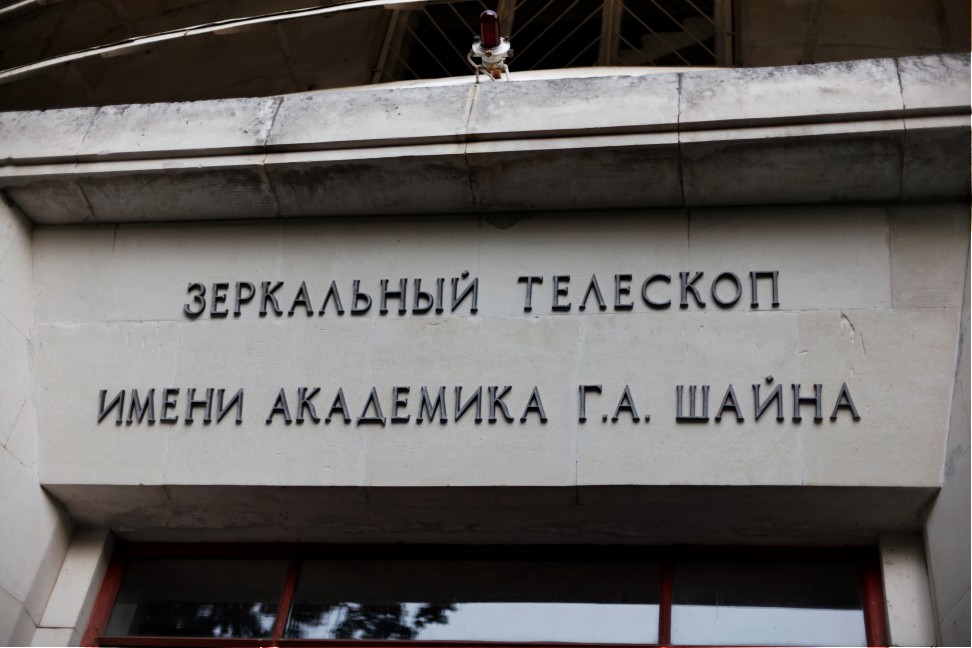 ЗЕРКАЛЬНЫЙ ТЕЛЕСКОП
ИМЕНИ АКАДЕМИКА Г.А. ШАЙНА